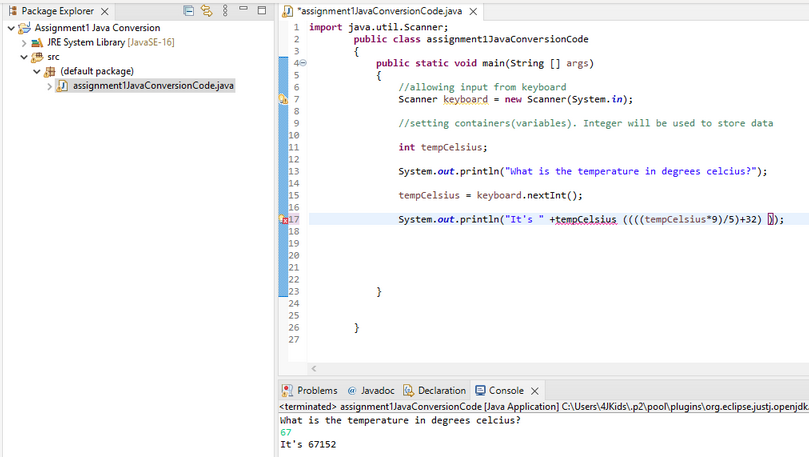 Package Explorer
Assignment1 Java Conversion
JRE System Library [JavaSE-16]
src
(default package)
assignment1JavaConversionCode.java
*assignment1JavaConversionCode.java
1 import java.util.Scanner;
2 public class assignment1JavaConversionCode
3 {
4 public static void main(String [] args)
5 {
6 //allowing input from keyboard
7 Scanner keyboard = new Scanner(System.in);
8
9 //setting containers(variables). Integer will be used to store data
10
11 int tempCelsius;
12
13 System.out.println("What is the temperature in degrees celcius?");
14
15 tempCelsius = keyboard.nextInt();
16
17 System.out.println("It's " +tempCelsius ((((tempCelsius*9)/5)+32) ));
18
19
20
21
22
23 }
24
25
26 }
27
Problems @ Javadoc Declaration Console
<terminated> assignment1JavaConversionCode [Java Application] C:\Users\4JKids\.p2\pool\plugins\org.eclipse.justj.openjdk.
What is the temperature in degrees celcius?
67
It's 67152